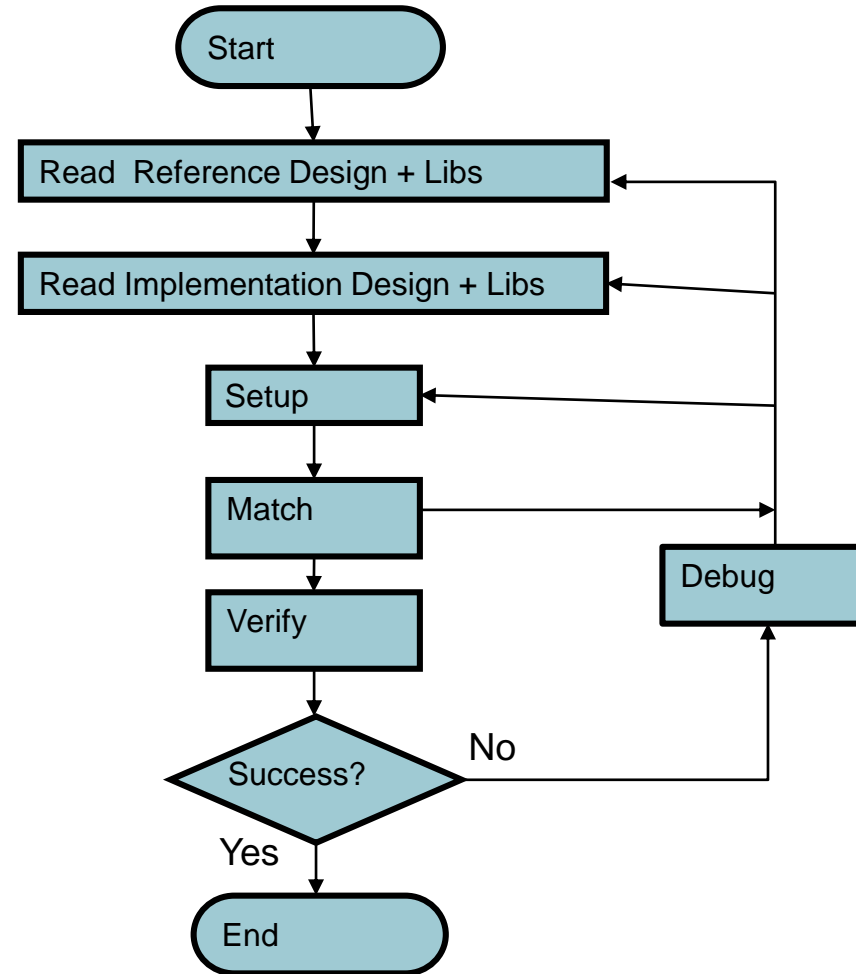 Start
Read Reference Design + Libs
Read Implementation Design + Libs
Setup
Match
Debug
Verify
Success?
No
Yes
End